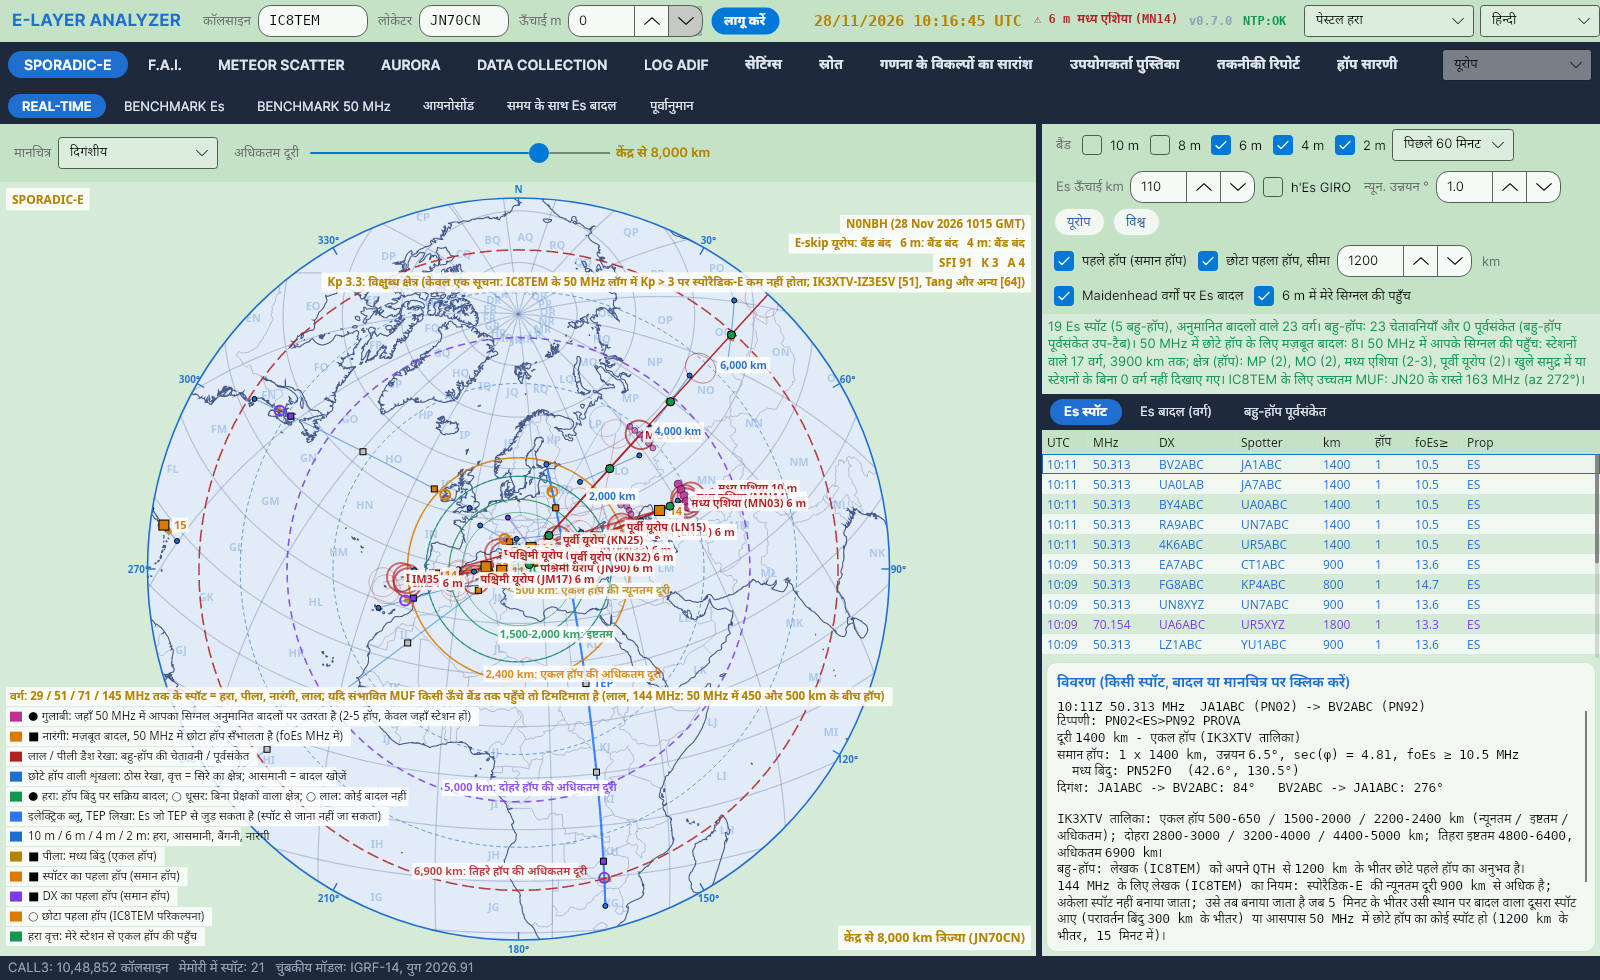 E-LAYER ANALYZER कॉलसाइन IC8TEM लोकेटर JN70CN ऊँचाई m 0 लागू करें 28/11/2026 10:16:45 UTC ⚠ 6 m मध्य एशिया (MN14) v0.7.0 NTP:OK पेस्टल हरा हिन्दी
SPORADIC-E F.A.I. METEOR SCATTER AURORA DATA COLLECTION LOG ADIF सेटिंग्स स्रोत गणना के विकल्पों का सारांश उपयोगकर्ता पुस्तिका तकनीकी रिपोर्ट हॉप सारणी यूरोप
REAL-TIME BENCHMARK Es BENCHMARK 50 MHz आयनोसोंड समय के साथ Es बादल पूर्वानुमान
मानचित्र दिगंशीय अधिकतम दूरी केंद्र से 8,000 km
SPORADIC-E
N0NBH (28 Nov 2026 1015 GMT)
E-skip यूरोप: बैंड बंद 6 m: बैंड बंद 4 m: बैंड बंद
SFI 91 K 3 A 4
Kp 3.3: विक्षुब्ध क्षेत्र (केवल एक सूचना: IC8TEM के 50 MHz लॉग में Kp > 3 पर स्पोरैडिक-E कम नहीं होता; IK3XTV-IZ3ESV [51], Tang और अन्य [64])
N
30°
60°
90°
120°
150°
180°
210°
270°
300°
330°
6,000 km
4,000 km
2,000 km
मध्य एशिया 10 m
मध्य एशिया (MN03) 6 m
पूर्वी यूरोप (LN15)
पूर्वी यूरोप (KN25)
पूर्वी यूरोप (KN32) 6 m
पश्चिमी यूरोप (JN90) 6 m
पश्चिमी यूरोप (JM17) 6 m
IM35
6 m
15
500 km: एकल हॉप की न्यूनतम दूरी
1,500-2,000 km: इष्टतम
2,400 km: एकल हॉप की अधिकतम दूरी
TEP
5,000 km: दोहरे हॉप की अधिकतम दूरी
6,900 km: तिहरे हॉप की अधिकतम दूरी
वर्ग: 29 / 51 / 71 / 145 MHz तक के स्पॉट = हरा, पीला, नारंगी, लाल; यदि संभावित MUF किसी ऊँचे बैंड तक पहुँचे तो टिमटिमाता है (लाल, 144 MHz: 50 MHz में 450 और 500 km के बीच हॉप)
● गुलाबी: जहाँ 50 MHz में आपका सिग्नल अनुमानित बादलों पर उतरता है (2-5 हॉप, केवल जहाँ स्टेशन हों)
■ नारंगी: मज़बूत बादल, 50 MHz में छोटा हॉप सँभालता है (foEs MHz में)
लाल / पीली डैश रेखा: बहु-हॉप की चेतावनी / पूर्वसंकेत
छोटे हॉप वाली शृंखला: ठोस रेखा, वृत्त = सिरे का क्षेत्र; आसमानी = बादल खोजें
● हरा: हॉप बिंदु पर सक्रिय बादल; ○ धूसर: बिना प्रेक्षकों वाला क्षेत्र; ○ लाल: कोई बादल नहीं
इलेक्ट्रिक ब्लू, TEP लिखा: Es जो TEP से जुड़ सकता है (स्पॉट से जाना नहीं जा सकता)
10 m / 6 m / 4 m / 2 m: हरा, आसमानी, बैंगनी, नारंगी
■ पीला: मध्य बिंदु (एकल हॉप)
■ स्पॉटर का पहला हॉप (समान हॉप)
■ DX का पहला हॉप (समान हॉप)
○ छोटा पहला हॉप (IC8TEM परिकल्पना)
हरा वृत्त: मेरे स्टेशन से एकल हॉप की पहुँच
केंद्र से 8,000 km त्रिज्या (JN70CN)
बैंड 10 m 8 m 6 m 4 m 2 m पिछले 60 मिनट
Es ऊँचाई km 110 h'Es GIRO न्यून. उन्नयन ° 1.0
यूरोप विश्व
पहले हॉप (समान हॉप) छोटा पहला हॉप, सीमा 1200 km
Maidenhead वर्गों पर Es बादल 6 m में मेरे सिग्नल की पहुँच
19 Es स्पॉट (5 बहु-हॉप), अनुमानित बादलों वाले 23 वर्ग। बहु-हॉप: 23 चेतावनियाँ और 0 पूर्वसंकेत (बहु-हॉप
पूर्वसंकेत उप-टैब)। 50 MHz में छोटे हॉप के लिए मज़बूत बादल: 8। 50 MHz में आपके सिग्नल की पहुँच: स्टेशनों
वाले 17 वर्ग, 3900 km तक; क्षेत्र (हॉप): MP (2), MO (2), मध्य एशिया (2-3), पूर्वी यूरोप (2)। खुले समुद्र में या
स्टेशनों के बिना 0 वर्ग नहीं दिखाए गए। IC8TEM के लिए उच्चतम MUF: JN20 के रास्ते 163 MHz (az 272°)।
Es स्पॉट Es बादल (वर्ग) बहु-हॉप पूर्वसंकेत
UTC MHz DX Spotter km हॉप foEs≥ Prop
10:11 50.313 BV2ABC JA1ABC 1400 1 10.5 ES
10:11 50.313 UA0LAB JA7ABC 1400 1 10.5 ES
10:11 50.313 BY4ABC UA0ABC 1400 1 10.5 ES
10:11 50.313 RA9ABC UN7ABC 1400 1 10.5 ES
10:11 50.313 4K6ABC UR5ABC 1400 1 10.5 ES
10:09 50.313 EA7ABC CT1ABC 900 1 13.6 ES
10:09 50.313 FG8ABC KP4ABC 800 1 14.7 ES
10:09 50.313 UN8XYZ UN7ABC 900 1 13.6 ES
10:09 70.154 UA6ABC UR5XYZ 1800 1 13.3 ES
10:09 50.313 LZ1ABC YU1ABC 900 1 13.6 ES
विवरण (किसी स्पॉट, बादल या मानचित्र पर क्लिक करें)
10:11Z 50.313 MHz JA1ABC (PN02) -> BV2ABC (PN92)
टिप्पणी: PN02<ES>PN92 PROVA
दूरी 1400 km - एकल हॉप (IK3XTV तालिका)
समान हॉप: 1 x 1400 km, उन्नयन 6.5°, sec(φ) = 4.81, foEs ≥ 10.5 MHz
मध्य बिंदु: PN52FO (42.6°, 130.5°)
दिगंश: JA1ABC -> BV2ABC: 84° BV2ABC -> JA1ABC: 276°
IK3XTV तालिका: एकल हॉप 500-650 / 1500-2000 / 2200-2400 km (न्यूनतम / इष्टतम /
अधिकतम); दोहरा 2800-3000 / 3200-4000 / 4400-5000 km; तिहरा इष्टतम 4800-6400,
अधिकतम 6900 km।
बहु-हॉप: लेखक (IC8TEM) को अपने QTH से 1200 km के भीतर छोटे पहले हॉप का अनुभव है।
144 MHz के लिए लेखक (IC8TEM) का नियम: स्पोरैडिक-E की न्यूनतम दूरी 900 km से अधिक है;
अकेला स्पॉट नहीं बनाया जाता; उसे तब बनाया जाता है जब 5 मिनट के भीतर उसी स्थान पर बादल वाला दूसरा स्पॉट
आए (परावर्तन बिंदु 300 km के भीतर) या आसपास 50 MHz में छोटे हॉप का कोई स्पॉट हो (1200 km के
भीतर, 15 मिनट में)।
CALL3: 10,48,852 कॉलसाइन मेमोरी में स्पॉट: 21 चुंबकीय मॉडल: IGRF-14, युग 2026.91